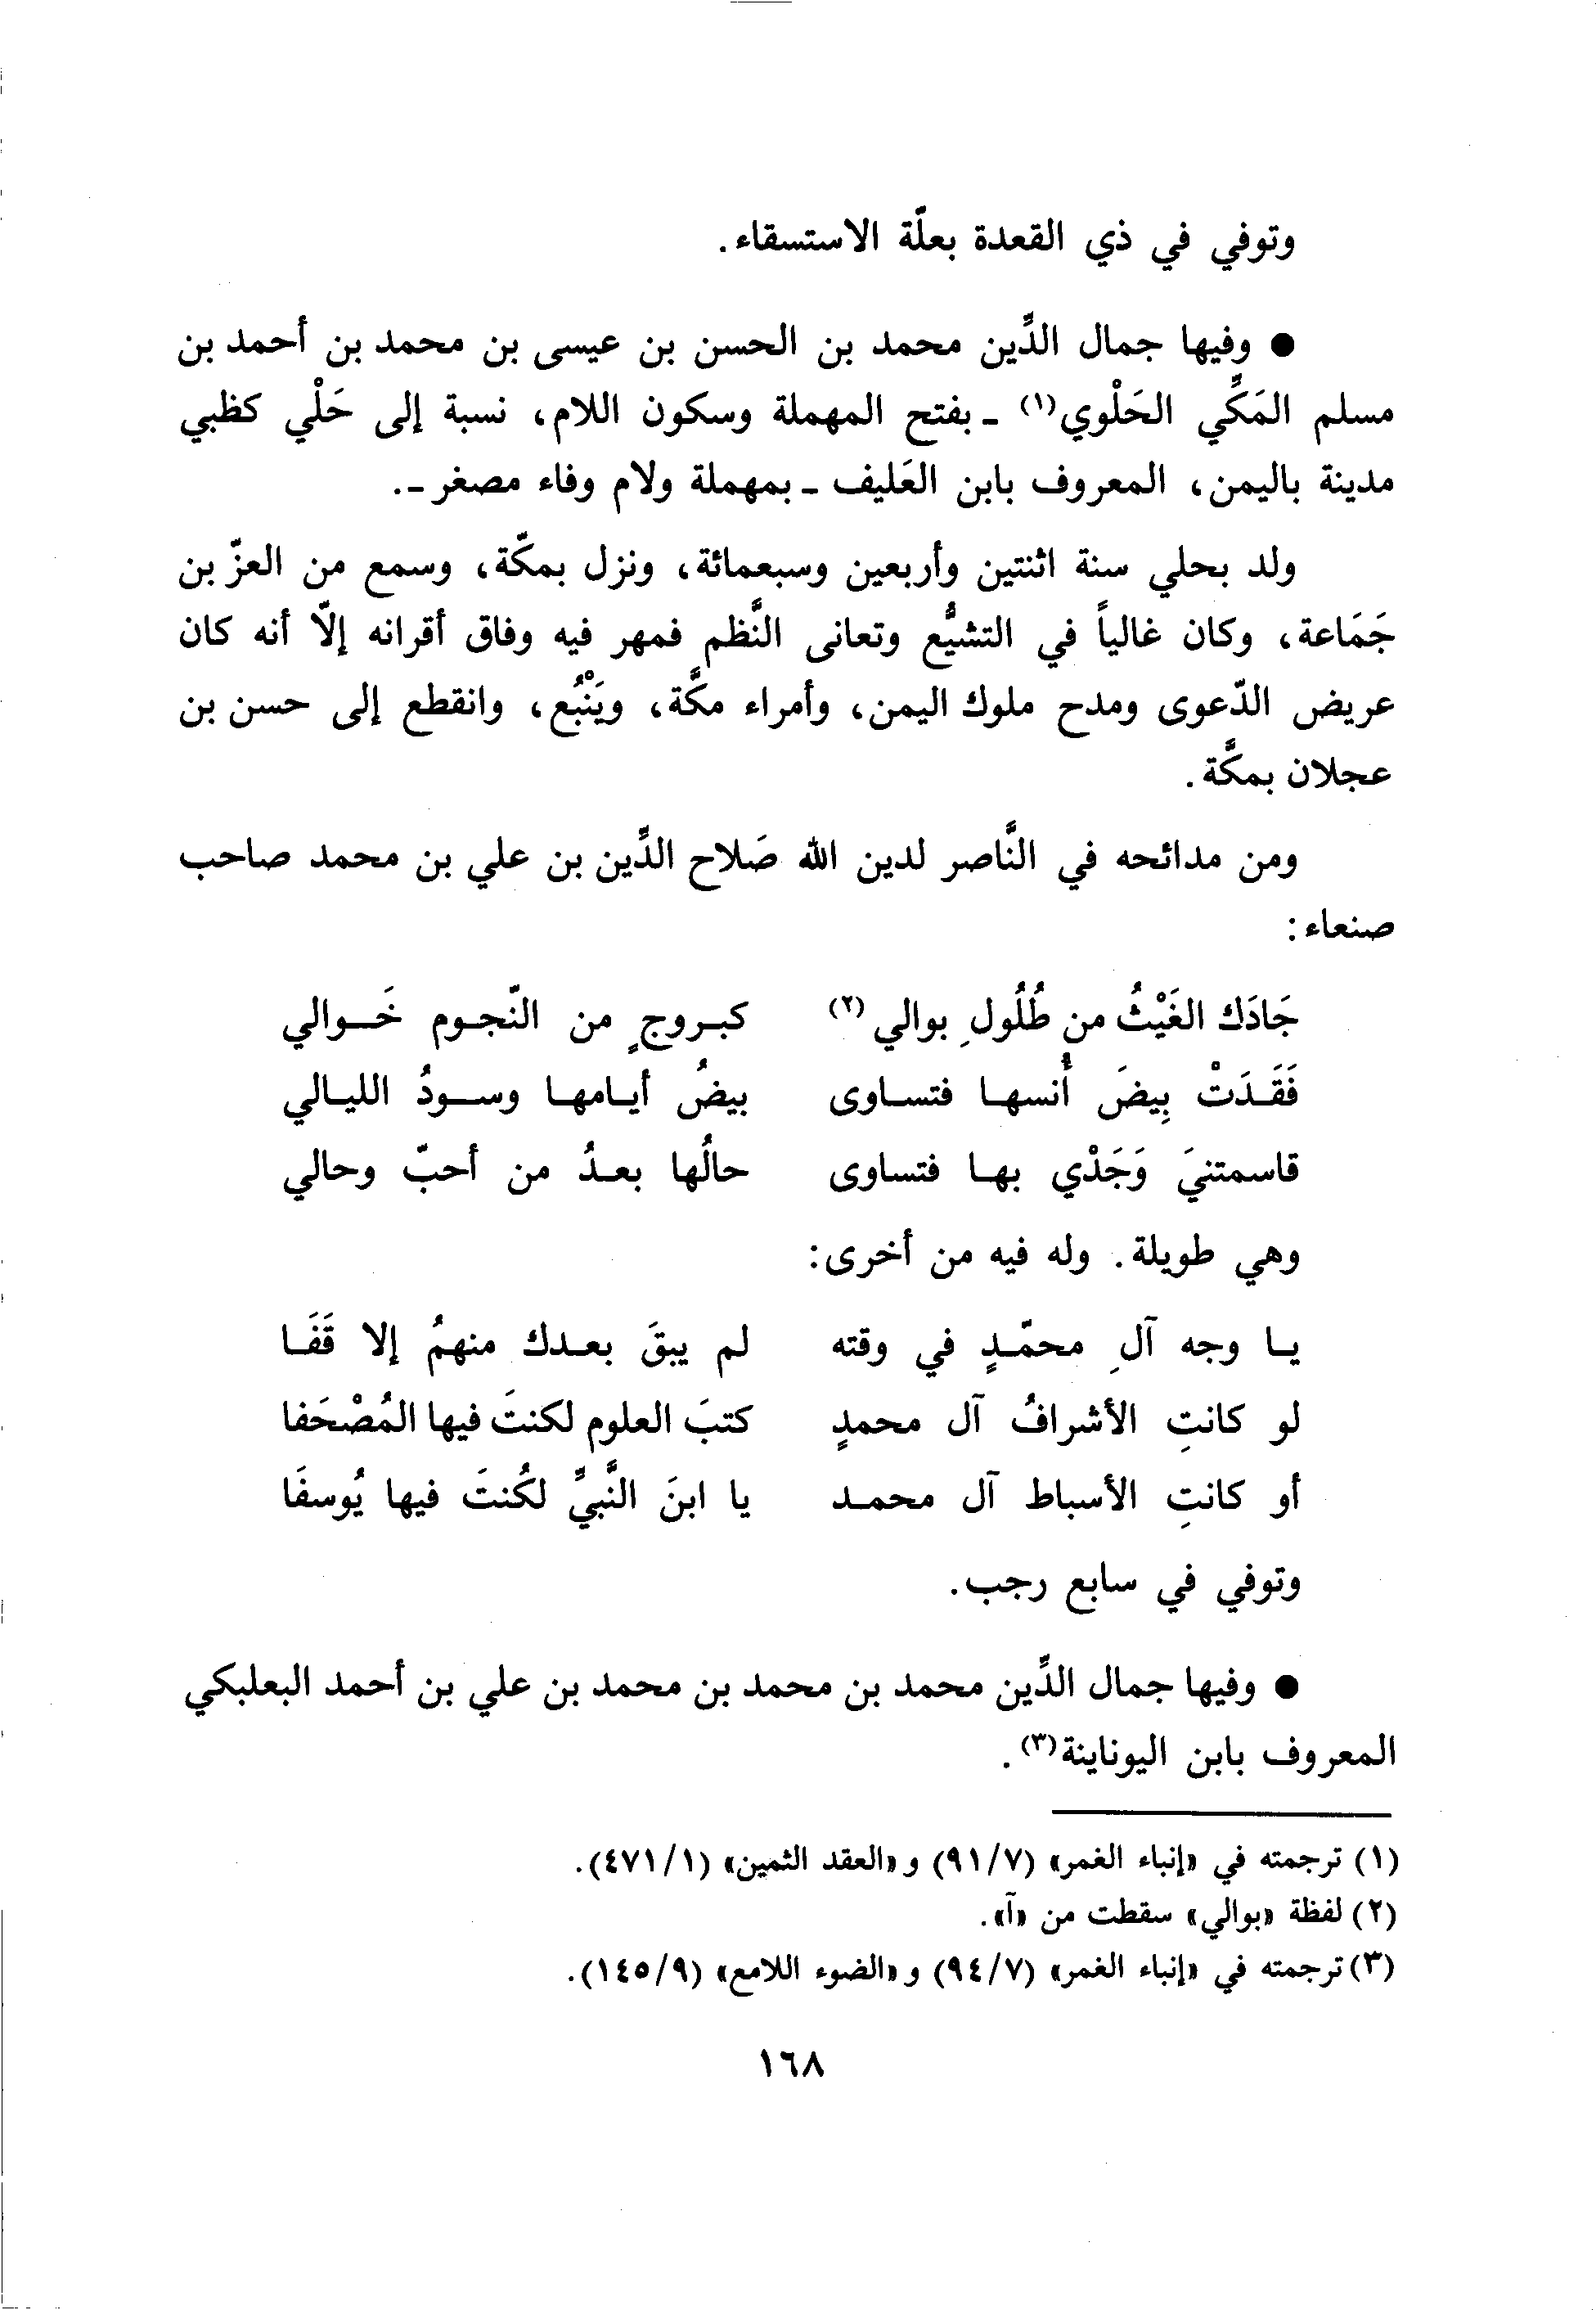 وتوفي في ذي القعدة بعلّة الاستسقاء.
● وفيها جمال الدِّين محمد بن الحسن بن عيسى بن محمد بن أحمد بن
مسلم المَكِّي الحَلْوي(١) ـ بفتح المهملة وسكون اللام، نسبة إلى حَلْي كظبي
مدينة باليمن، المعروف بابن العَليف ـ بمهملة ولام وفاء مصغر ـ.
ولد بحلي سنة اثنتين وأربعين وسبعمائة، ونزل بمكّة، وسمع من العزّ بن
جَمَاعة، وكان غالياً في التشيُّع وتعانى النَّظم فمهر فيه وفاق أقرانه إلّا أنه كان
عريض الدّعوى ومدح ملوك اليمن، وأمراء مكَّة، ويَنْبُع، وانقطع إلى حسن بن
عجلان بمكَّة.
ومن مدائحه في النَّاصر لدين الله صَلاح الدِّين بن علي بن محمد صاحب
صنعاء:
جَادَك الغَيْثُ من طُلُولٍ بوالي(٢) كبروجٍ من النّجوم خَوالي
فَقَدَتْ بِيضَ أُنسها فتساوى بيضُ أيامها وسودُ الليالي
قاسمتنيَ وَجَدْي بها فتساوى حالُها بعدُ من أحبّ وحالي
وهي طويلة. وله فيه من أخرى:
يا وجه آلِ محمّدٍ في وقته لم يبقَ بعدك منهمُ إلا قَفَا
لو كانتِ الأشرافُ آل محمدٍ كتبَ العلوم لكنتَ فيها المُصْحَفا
أو كانتِ الأسباط آل محمد يا ابنَ النَّبيِّ لكُنتَ فيها يُوسفَا
وتوفي في سابع رجب.
● وفيها جمال الدِّين محمد بن محمد بن محمد بن علي بن أحمد البعلبكي
المعروف بابن اليوناينة(٣).
(١) ترجمته في «إنباء الغمر» (٩١/٧) و«العقد الثمين» (٤٧١/١).
(٢) لفظة «بوالي» سقطت من «آ».
(٣) ترجمته في «إنباء الغمر» (٩٤/٧) و«الضوء اللامع» (١٤٥/٩).
١٦٨